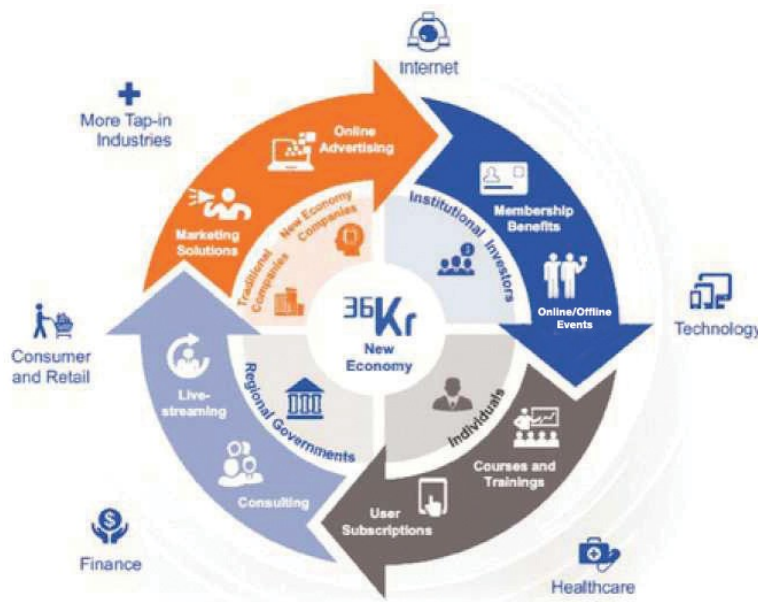 Internet
More Tap-in
Industries
Online
Advertising
Marketing
Solutions
New Economy
Companies
Traditional
Companies
Institutional Investors
Membership
Benefits
Online/Offline
Events
Technology
36Kr
New
Economy
Consumer
and Retail
Live-
streaming
Regional Governments
Individuals
Courses and
Trainings
Consulting
User
Subscriptions
Finance
Healthcare